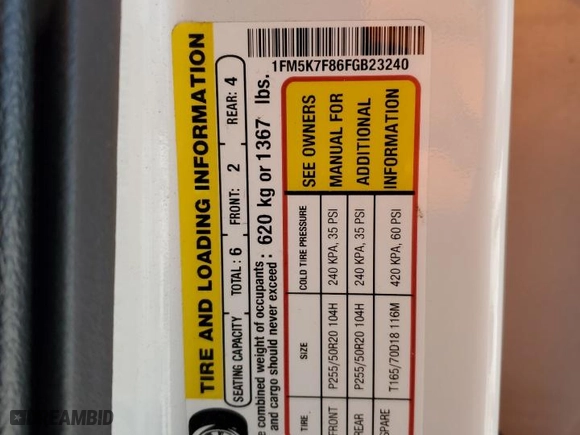 1FM5K7F86FGB23240
TIRE AND LOADING INFORMATION
SEATING CAPACITY TOTAL: 6 FRONT: 2 REAR: 4
combined weight of occupants
and cargo should never exceed : 620 kg or 1367 lbs.
TIRE SIZE COLD TIRE PRESSURE
FRONT P255/50R20 104H 240 KPA, 35 PSI
REAR P255/50R20 104H 240 KPA, 35 PSI
SPARE T165/70D18 116M 420 KPA, 60 PSI
SEE OWNERS
MANUAL FOR
ADDITIONAL
INFORMATION
DREAMBID